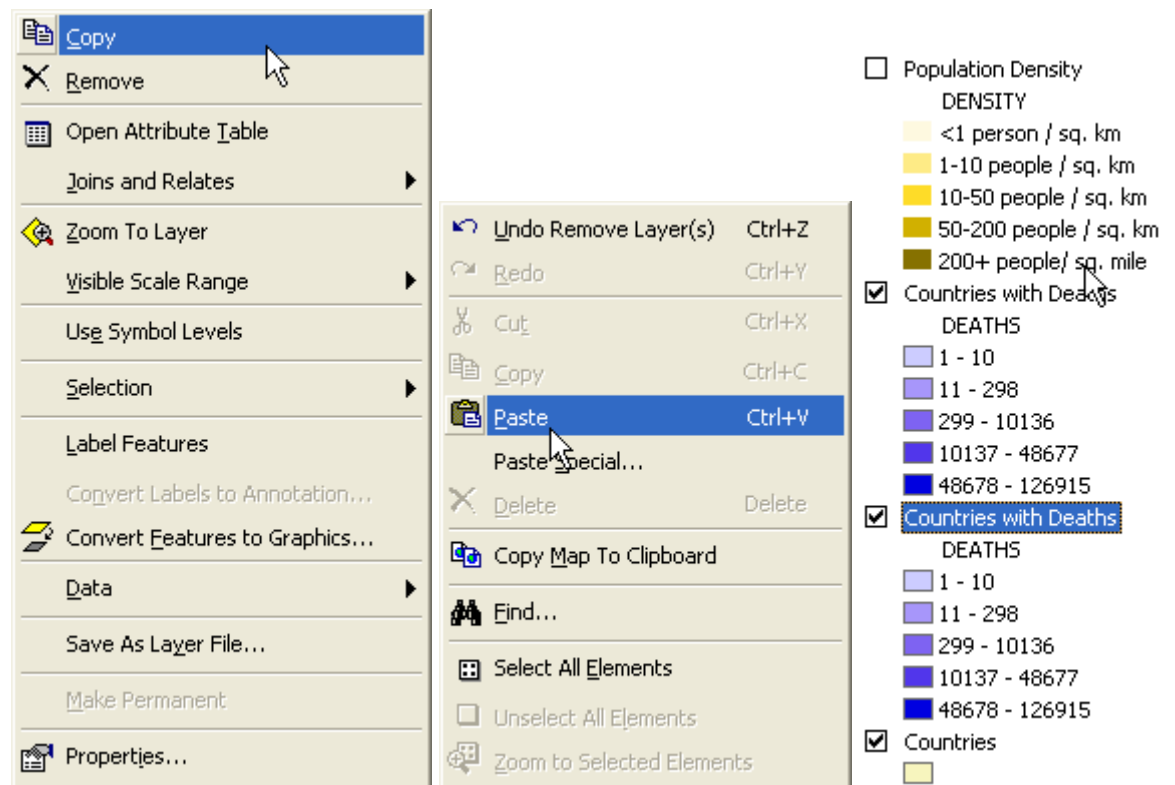 Copy
Remove
Open Attribute Table
Joins and Relates
Zoom To Layer
Visible Scale Range
Use Symbol Levels
Selection
Label Features
Convert Labels to Annotation...
Convert Features to Graphics...
Data
Save As Layer File...
Make Permanent
Properties...
Undo Remove Layer(s) Ctrl+Z
Redo Ctrl+Y
Cut Ctrl+X
Copy Ctrl+C
Paste Ctrl+V
Paste Special...
Delete Delete
Copy Map To Clipboard
Find...
Select All Elements
Unselect All Elements
Zoom to Selected Elements
Population Density
DENSITY
<1 person / sq. km
1-10 people / sq. km
10-50 people / sq. km
50-200 people / sq. km
200+ people/ sq. mile
Countries with Deaths
DEATHS
1 - 10
11 - 298
299 - 10136
10137 - 48677
48678 - 126915
Countries with Deaths
DEATHS
1 - 10
11 - 298
299 - 10136
10137 - 48677
48678 - 126915
Countries